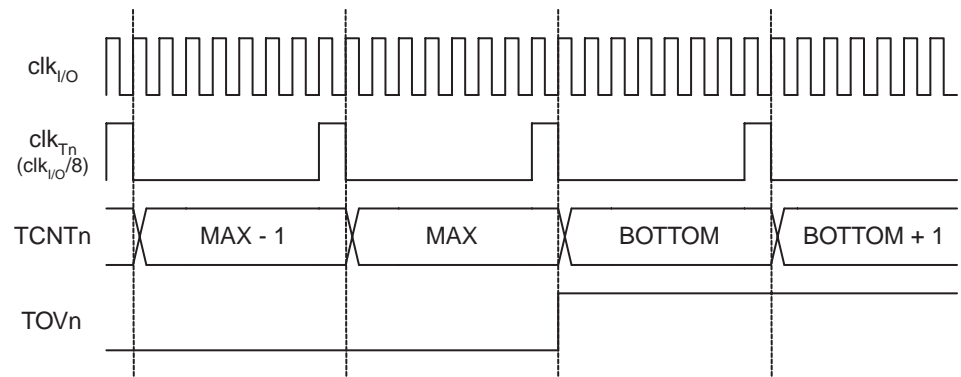 clkI/O
clkTn
(clkI/O/8)
TCNTn MAX - 1 MAX BOTTOM BOTTOM + 1
TOVn